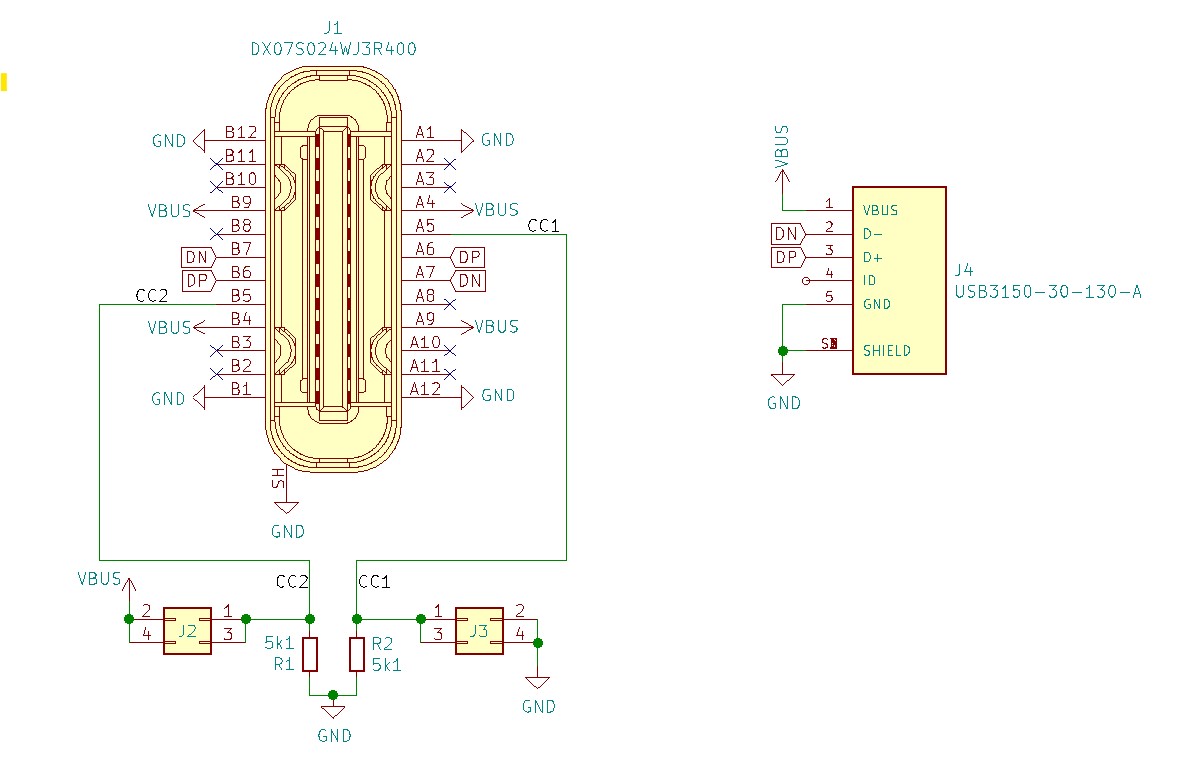 J1
DX07S024WJ3R400
GND B12 A1 GND
B11 A2
B10 A3
VBUS B9 A4 VBUS
B8 A5 CC1
DN B7 A6 DP
DP B6 A7 DN
CC2 B5 A8
VBUS B4 A9 VBUS
B3 A10
B2 A11
GND B1 A12 GND
SH
GND
VBUS
1 VBUS
DN 2 D-
DP 3 D+
4 ID
5 GND
SHIELD
J4
USB3150-30-130-A
GND
CC2 CC1
VBUS
2 1
J2
4 3
5k1
R1
R2
5k1
1 2
J3
3 4
GND
GND